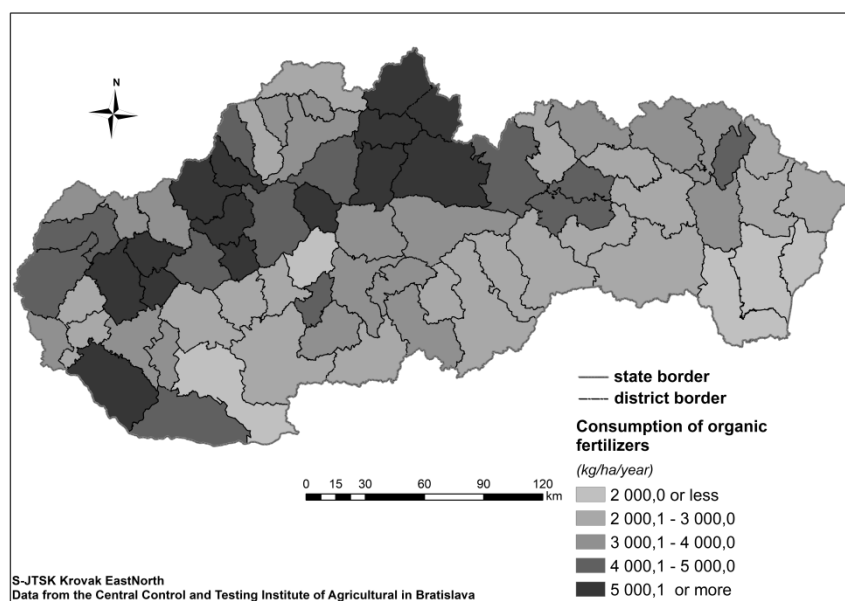 N
state border
district border
Consumption of organic
fertilizers
(kg/ha/year)
2 000,0 or less
2 000,1 - 3 000,0
3 000,1 - 4 000,0
4 000,1 - 5 000,0
5 000,1 or more
0 15 30 60 90 120
km
S-JTSK Krovak EastNorth
Data from the Central Control and Testing Institute of Agricultural in Bratislava